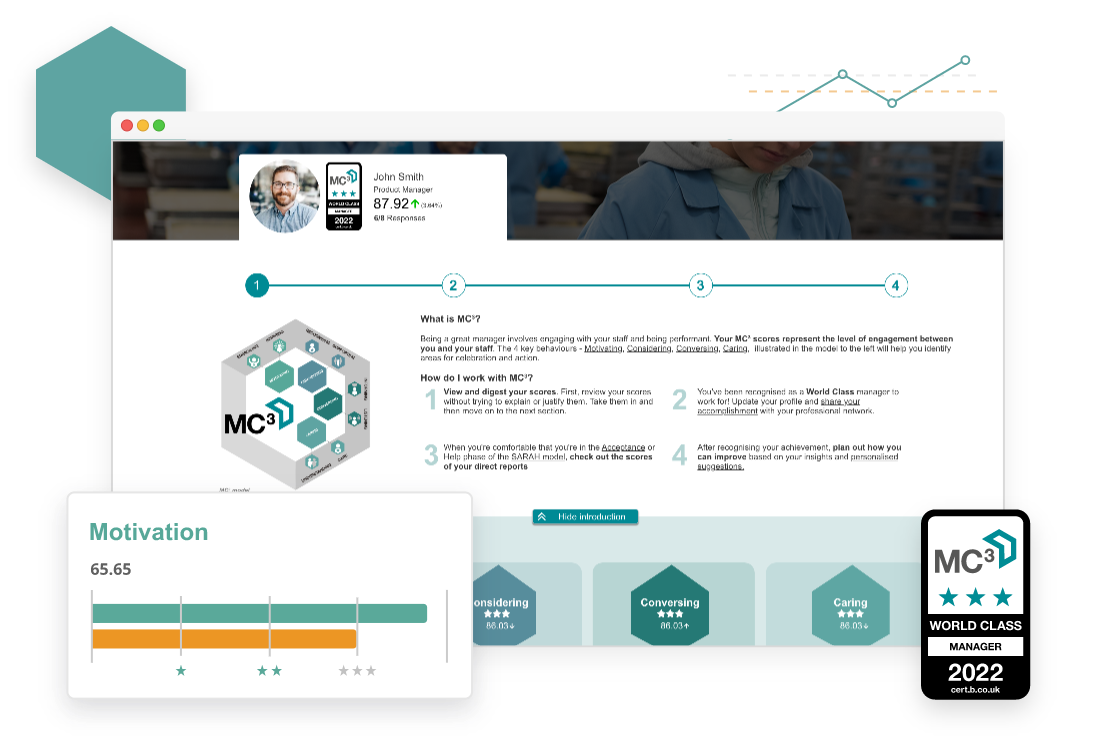 MC3
WORLD CLASS
MANAGER
2022
John Smith
Product Manager
87.92 (3.64%)
6/8 Responses
1
2
3
4
What is MC³?
Being a great manager involves engaging with your staff and being performant. Your MC³ scores represent the level of engagement between
you and your staff. The 4 key behaviours - Motivating, Considering, Conversing, Caring, illustrated in the model to the left will help you identify
areas for celebration and action.
How do I work with MC³?
1 View and digest your scores. First, review your scores
without trying to explain or justify them. Take them in and
then move on to the next section.
2 You've been recognised as a World Class manager to
work for! Update your profile and share your
accomplishment with your professional network.
3 When you're comfortable that you're in the Acceptance or
Help phase of the SARAH model, check out the scores
of your direct reports
4 After recognising your achievement, plan out how you
can improve based on your insights and personalised
suggestions.
MC³
MC³ model
Hide introduction
Motivation
65.65
onsidering
86.03↓
Conversing
86.03↑
Caring
86.03↓
MC3
WORLD CLASS
MANAGER
2022
cert.b.co.uk